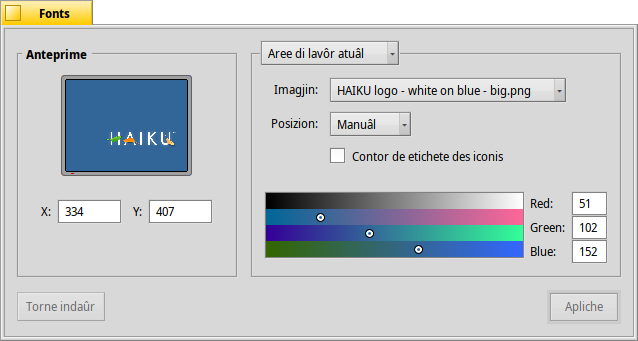 Fonts
Anteprime
HAIKU
X: 334 Y: 407
Aree di lavôr atuâl
Imagjin: HAIKU logo - white on blue - big.png
Posizion: Manuâl
Contor de etichete des iconis
Red: 51
Green: 102
Blue: 152
Torne indaûr
Apliche